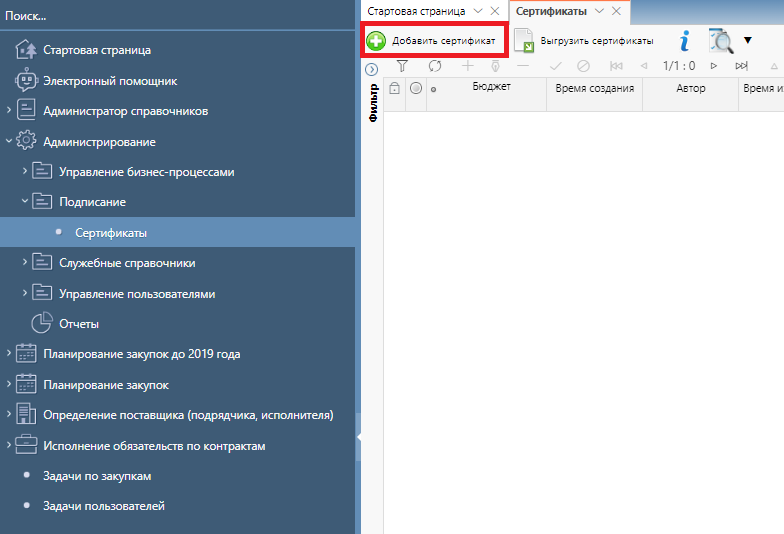 Поиск...
Стартовая страница
Электронный помощник
Администратор справочников
Администрирование
Управление бизнес-процессами
Подписание
Сертификаты
Служебные справочники
Управление пользователями
Отчеты
Планирование закупок до 2019 года
Планирование закупок
Определение поставщика (подрядчика, исполнителя)
Исполнение обязательств по контрактам
Задачи по закупкам
Задачи пользователей
Стартовая страница Сертификаты
Добавить сертификат Выгрузить сертификаты
1/1 : 0
Фильтр
Бюджет Время создания Автор Время и